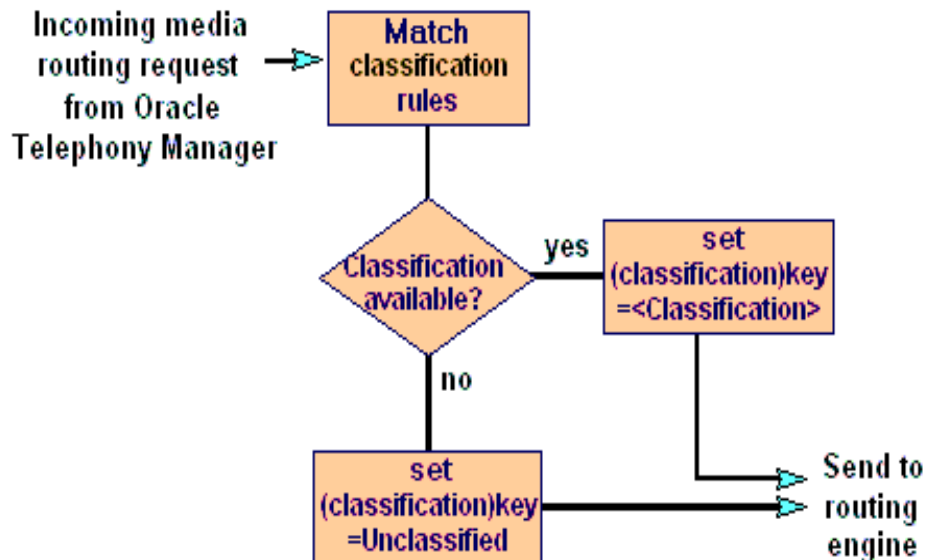 Incoming media
routing request
from Oracle
Telephony Manager
Match
classification
rules
Classification
available?
yes
set
(classification)key
=<Classification>
no
set
(classification)key
=Unclassified
Send to
routing
engine